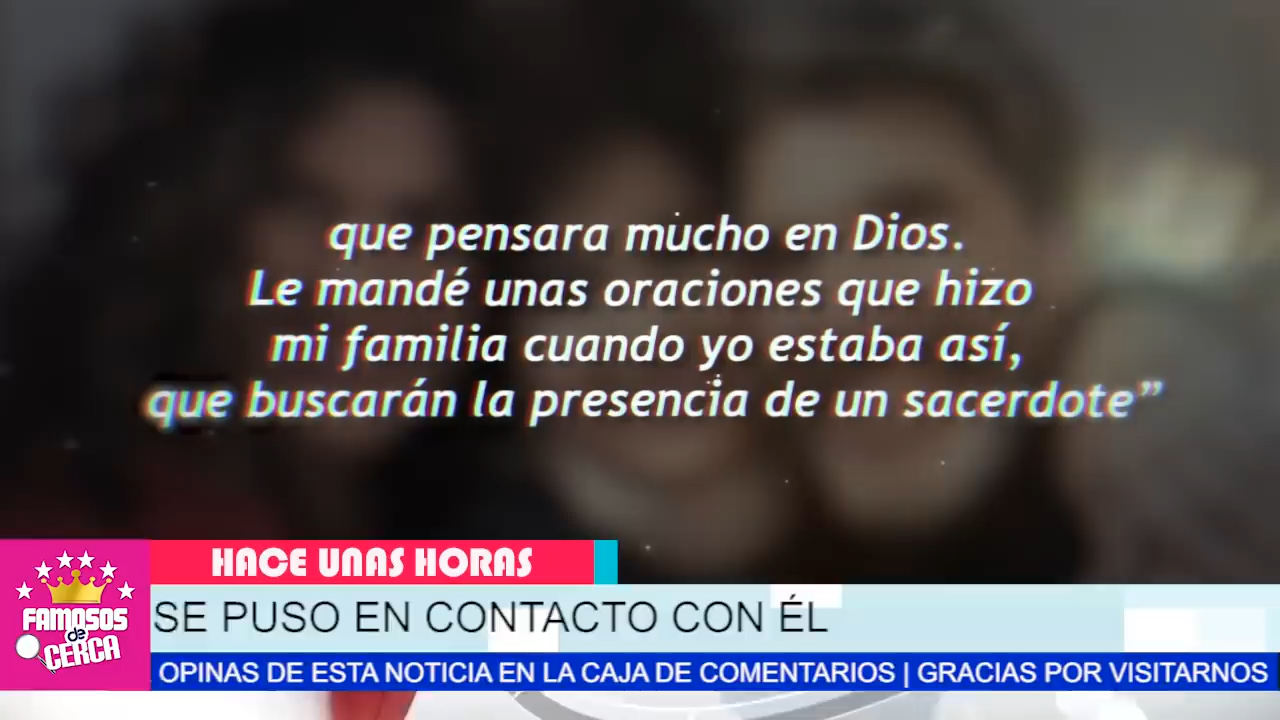 que pensara mucho en Dios.
Le mandé unas oraciones que hizo
mi familia cuando yo estaba así,
que buscarán la presencia de un sacerdote”
HACE UNAS HORAS
FAMOSOS
de
CERCA
SE PUSO EN CONTACTO CON ÉL
OPINAS DE ESTA NOTICIA EN LA CAJA DE COMENTARIOS | GRACIAS POR VISITARNOS